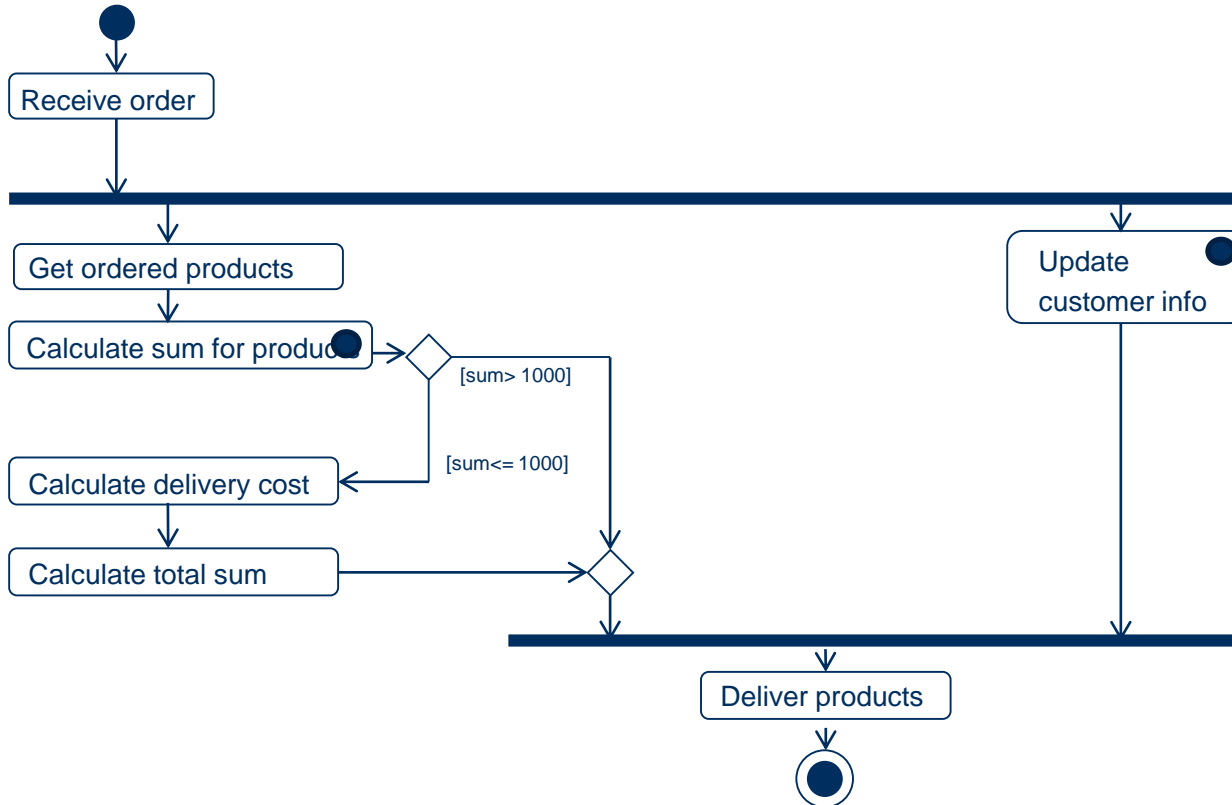 Receive order
Get ordered products
Update
customer info
Calculate sum for products
[sum> 1000]
[sum<= 1000]
Calculate delivery cost
Calculate total sum
Deliver products